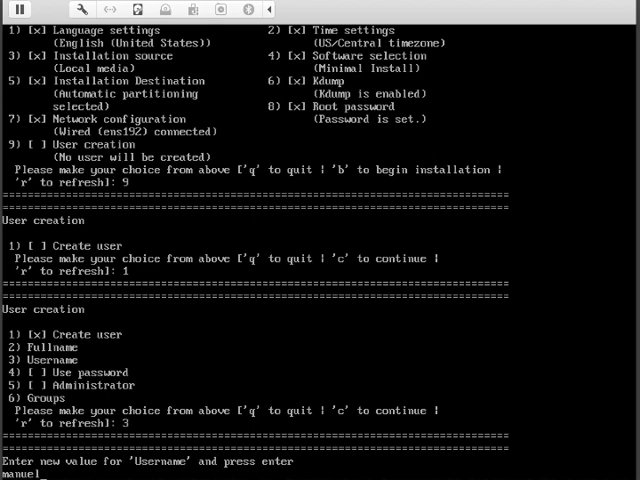 1) [x] Language settings 2) [x] Time settings
(English (United States)) (US/Central timezone)
3) [x] Installation source 4) [x] Software selection
(Local media) (Minimal Install)
5) [x] Installation Destination 6) [x] Kdump
(Automatic partitioning (Kdump is enabled)
selected) 8) [x] Root password
7) [x] Network configuration (Password is set.)
(Wired (ens192) connected)
9) [ ] User creation
(No user will be created)
Please make your choice from above ['q' to quit | 'b' to begin installation |
'r' to refresh]: 9
================================================================================
================================================================================
User creation
1) [ ] Create user
Please make your choice from above ['q' to quit | 'c' to continue |
'r' to refresh]: 1
================================================================================
================================================================================
User creation
1) [x] Create user
2) Fullname
3) Username
4) [ ] Use password
5) [ ] Administrator
6) Groups
Please make your choice from above ['q' to quit | 'c' to continue |
'r' to refresh]: 3
================================================================================
================================================================================
Enter new value for 'Username' and press enter
manuel_